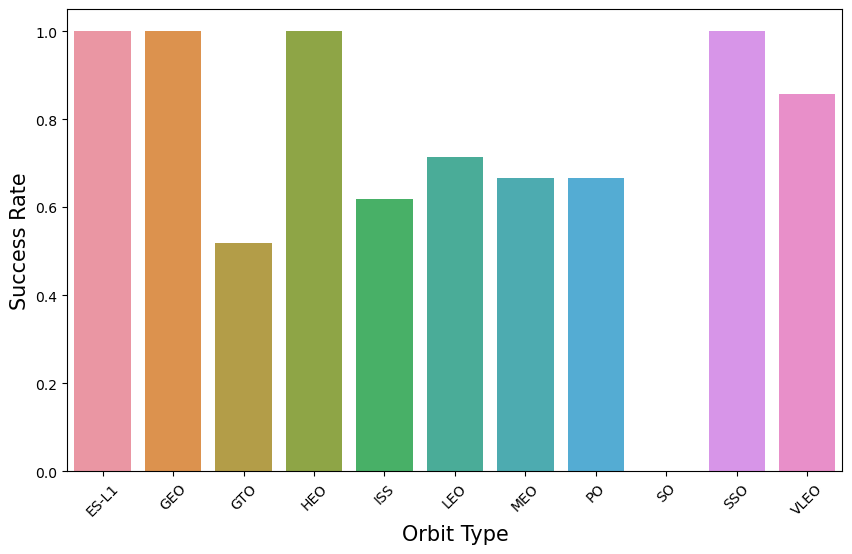 Success Rate
1.0
0.8
0.6
0.4
0.2
0.0
ES-L1
GEO
GTO
HEO
ISS
LEO
MEO
PO
SO
SSO
VLEO
Orbit Type